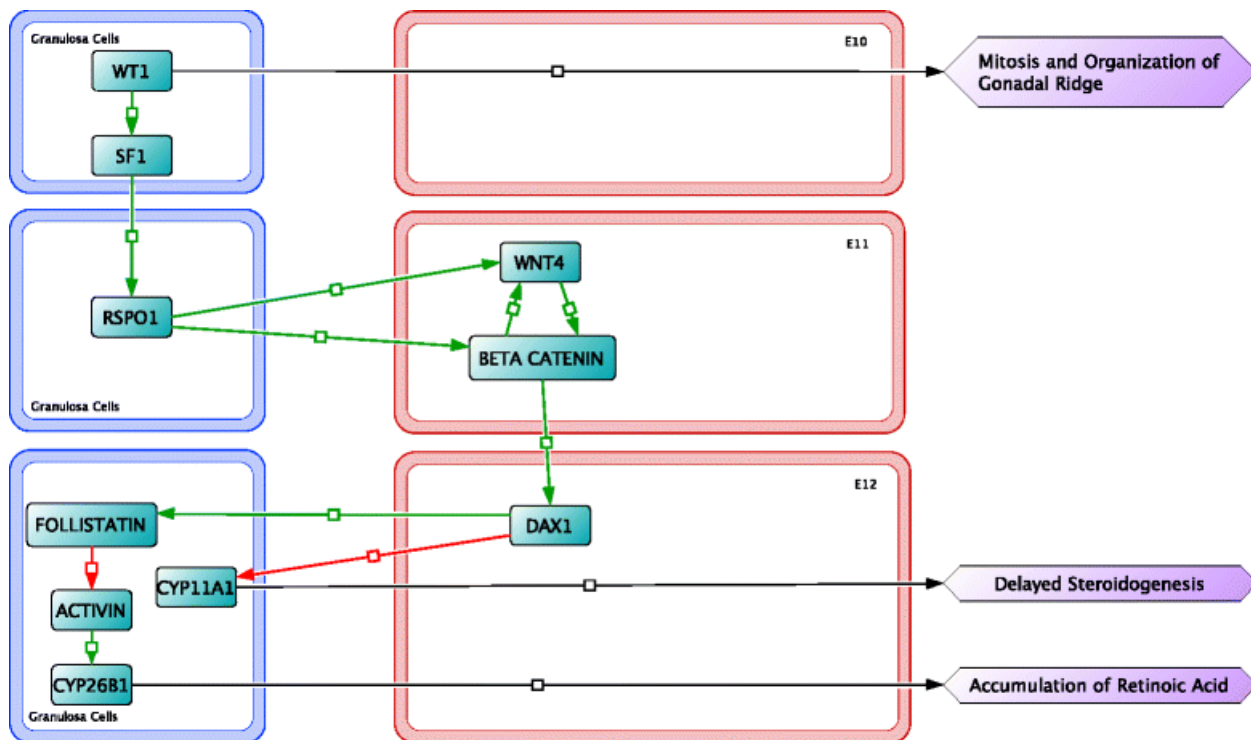 Granulosa Cells
E10
WT1
Mitosis and Organization of
Gonadal Ridge
SF1
E11
WNT4
RSPO1
BETA CATENIN
Granulosa Cells
E12
FOLLISTATIN
DAX1
CYP11A1
Delayed Steroidogenesis
ACTIVIN
CYP26B1
Accumulation of Retinoic Acid
Granulosa Cells